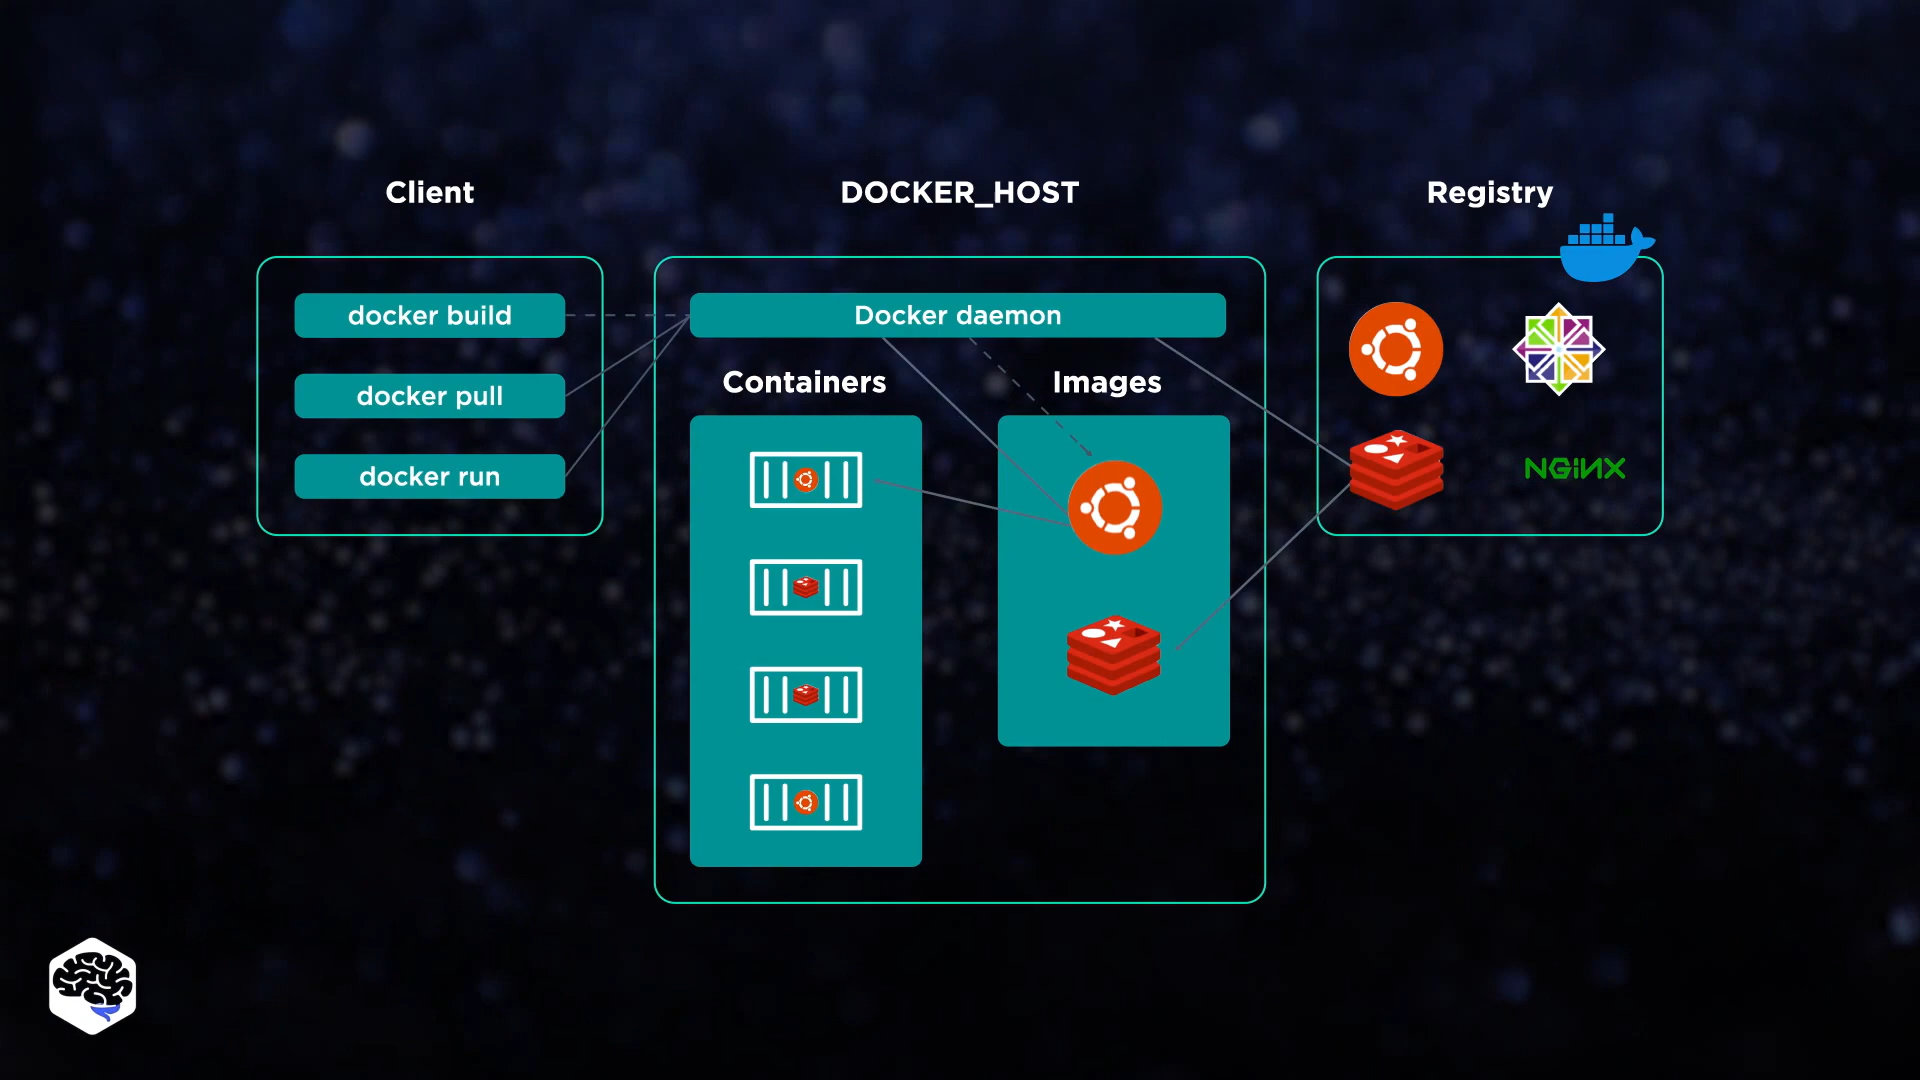 Client
DOCKER_HOST
Registry
docker build
docker pull
docker run
Docker daemon
Containers
Images
NGiNX